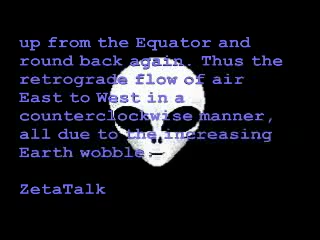 up from the Equator and
round back again. Thus the
retrograde flow of air
East to West in a
counterclockwise manner,
all due to the increasing
Earth wobble.
ZetaTalk